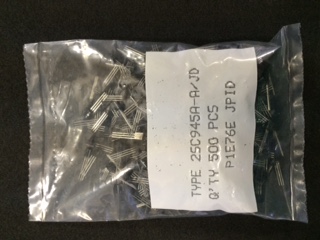 TYPE 2SC945A-A/JD
Q'TY 500 PCS
P1E76E JPID